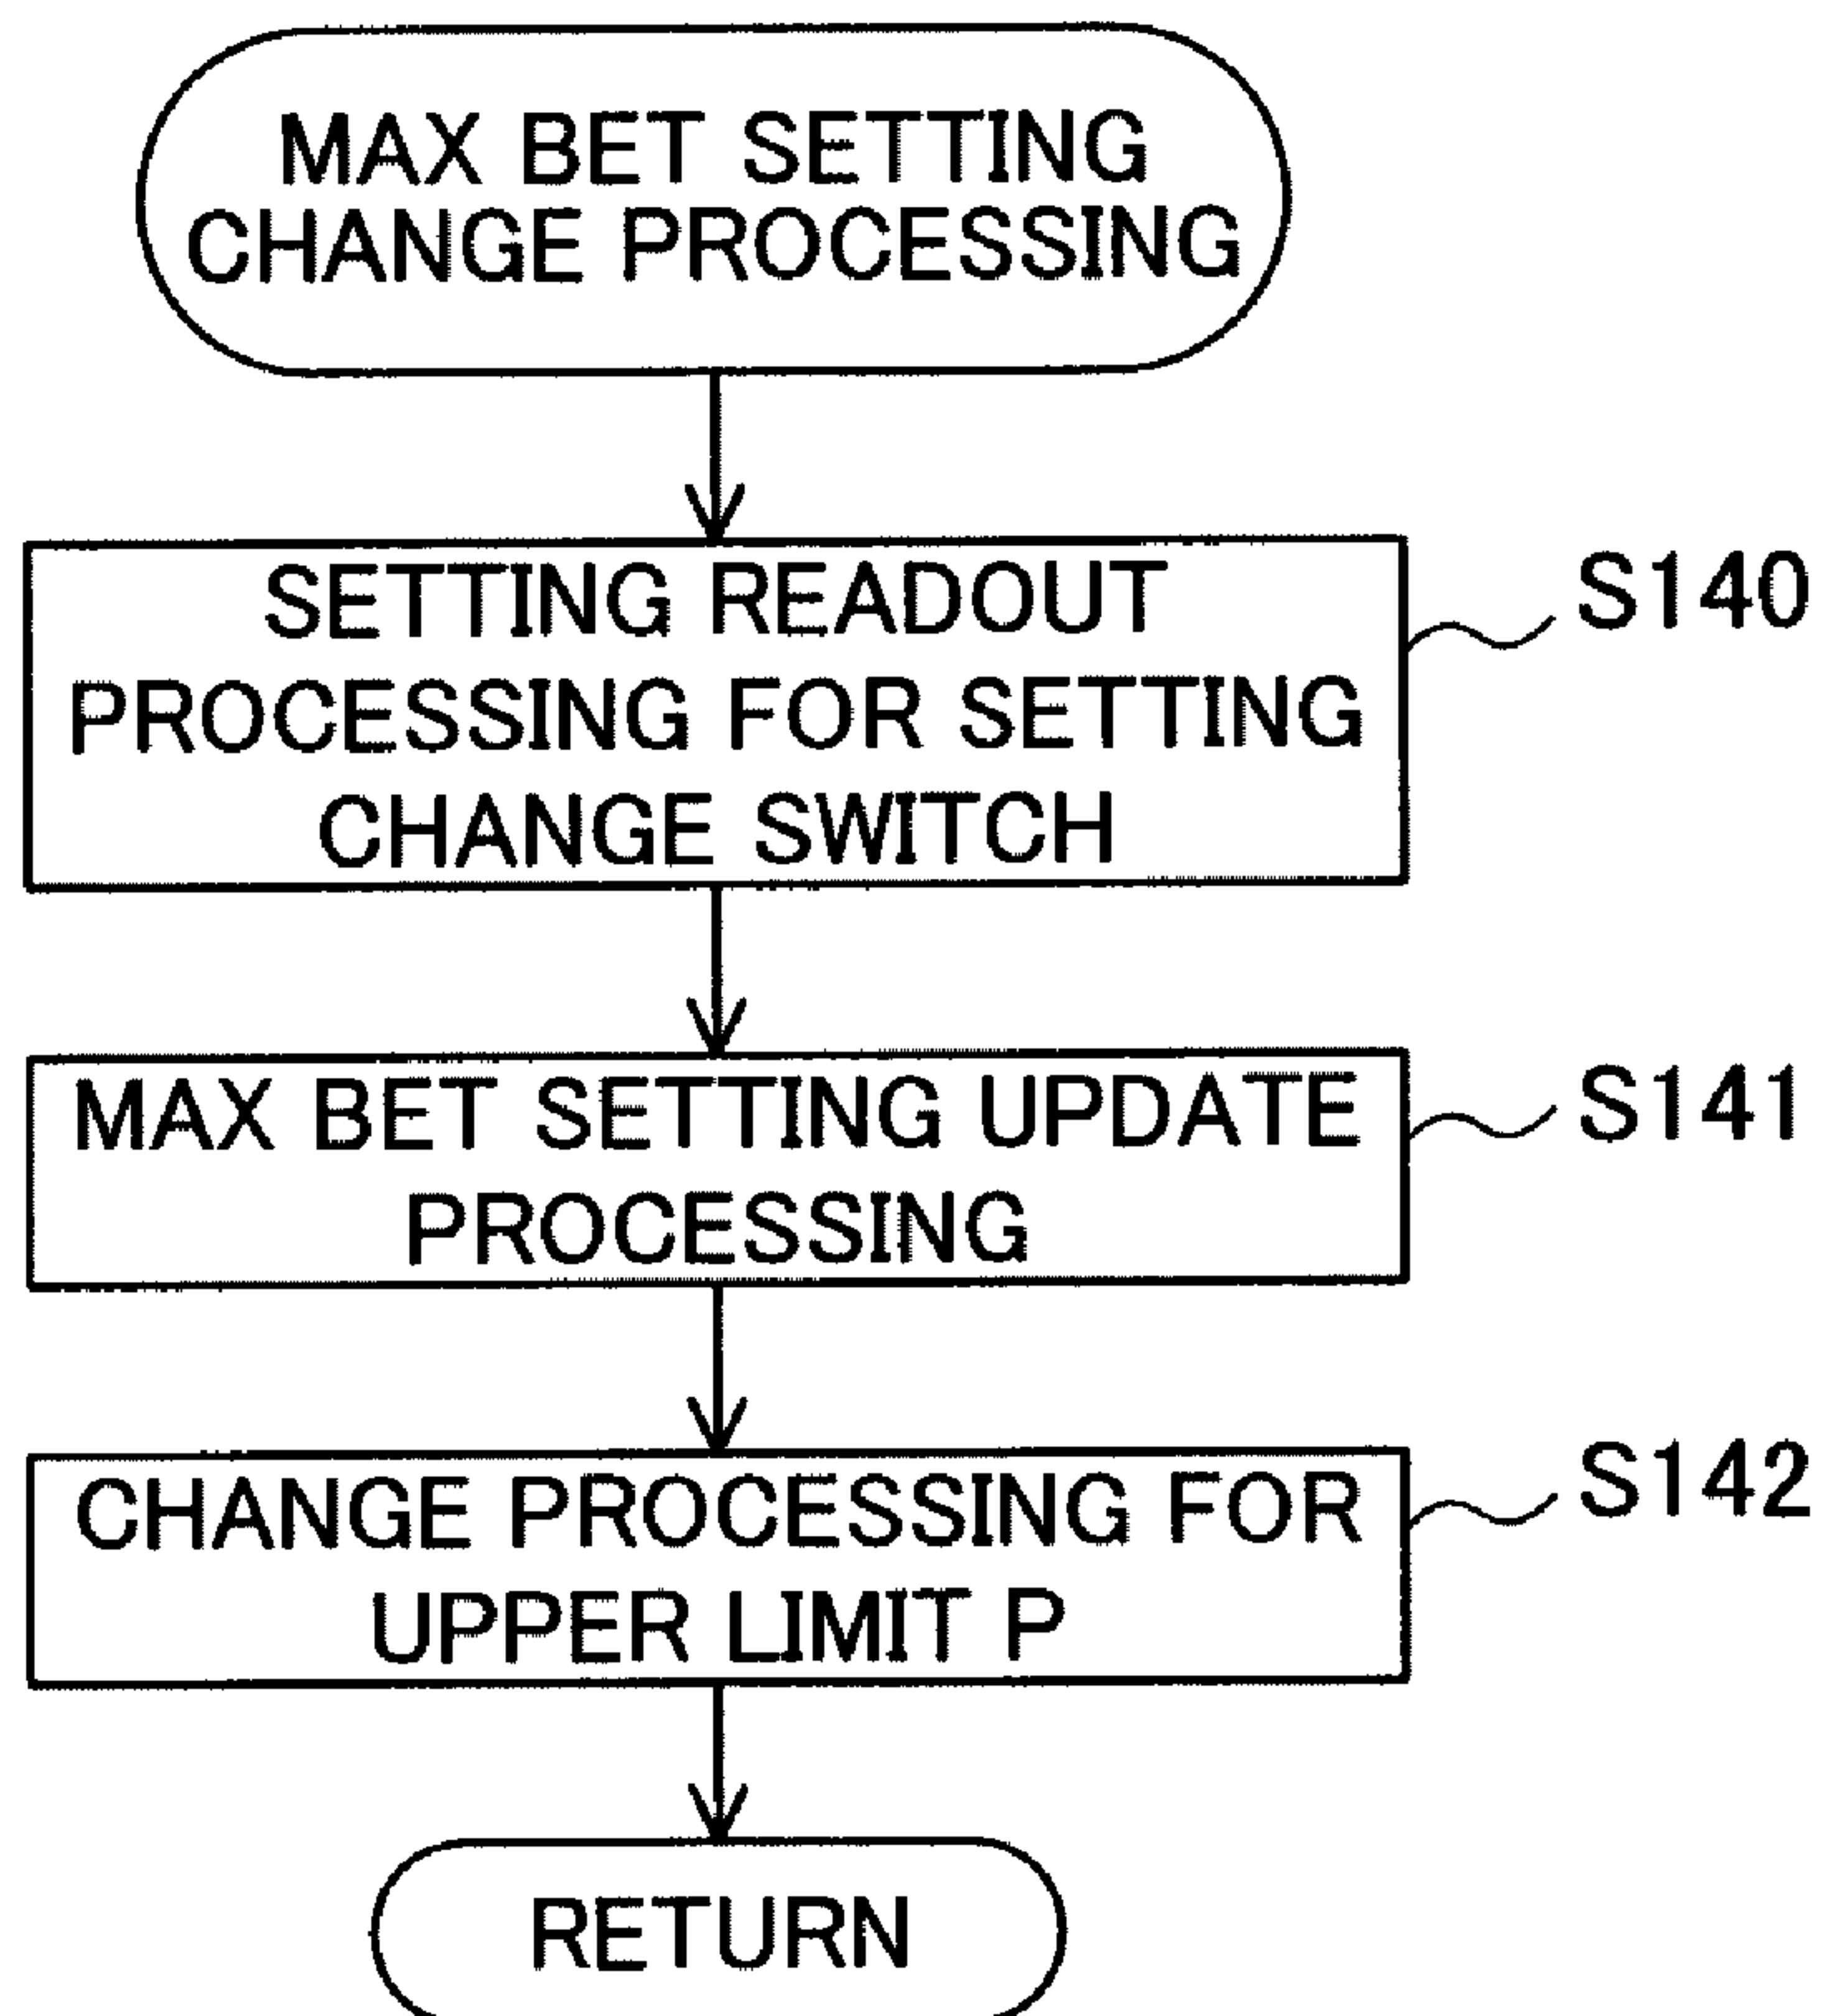 MAX BET SETTING
CHANGE PROCESSING
SETTING READOUT
PROCESSING FOR SETTING
CHANGE SWITCH
S140
MAX BET SETTING UPDATE
PROCESSING
S141
CHANGE PROCESSING FOR
UPPER LIMIT P
S142
RETURN